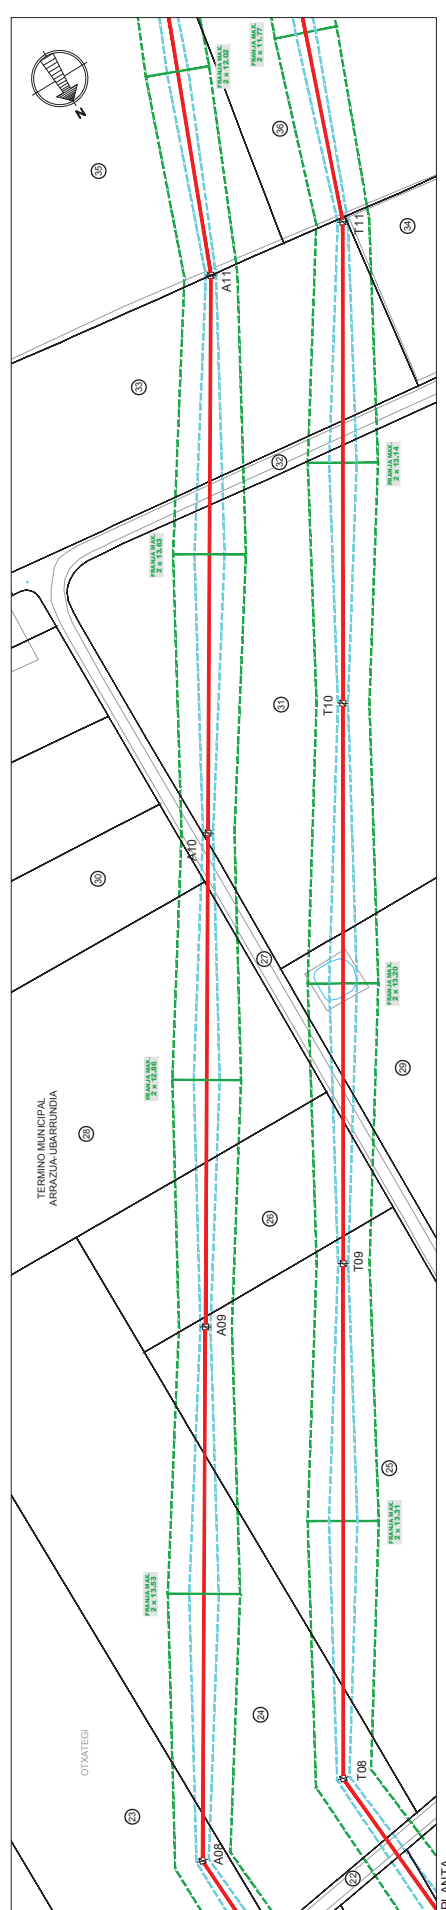 FRANJA MAX.
2 x 12.02
FRANJA MAX.
2 x 11.77
N
35
36
34
T11
A11
33
32
FRANJA MAX.
2 x 13.14
FRANJA MAX.
2 x 13.63
31
T10
A10
30
27
FRANJA MAX.
2 x 13.20
FRANJA MAX.
2 x 12.86
29
28
TERMINO MUNICIPAL
ARRAZUA-UBARRUNDIA
26
T09
A09
25
FRANJA MAX.
2 x 13.31
FRANJA MAX.
2 x 13.53
24
OTXATEGI
23
T08
A08
22
PLANTA